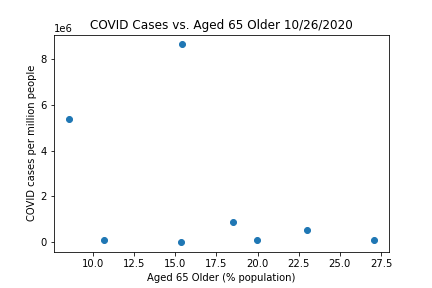 COVID Cases vs. Aged 65 Older 10/26/2020
1e6
8
6
4
2
0
COVID cases per million people
10.0 12.5 15.0 17.5 20.0 22.5 25.0 27.5
Aged 65 Older (% population)